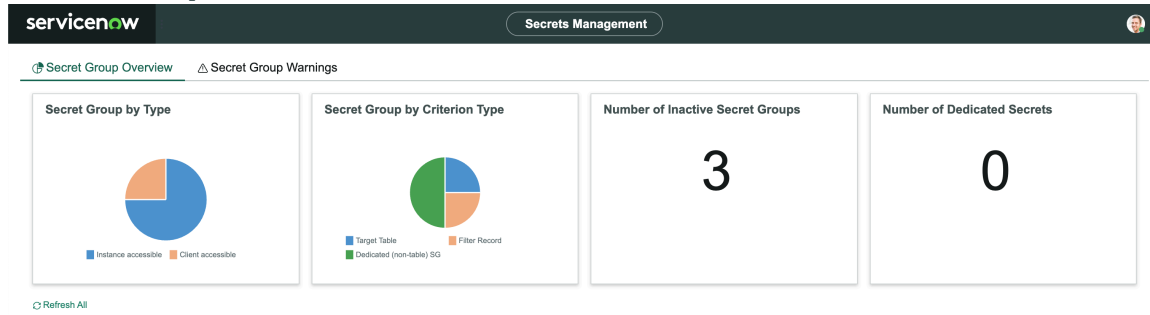 servicenow
Secrets Management
Secret Group Overview
Secret Group Warnings
Secret Group by Type
Instance accessible
Client accessible
Secret Group by Criterion Type
Target Table
Filter Record
Dedicated (non-table) SG
Number of Inactive Secret Groups
3
Number of Dedicated Secrets
0
Refresh All